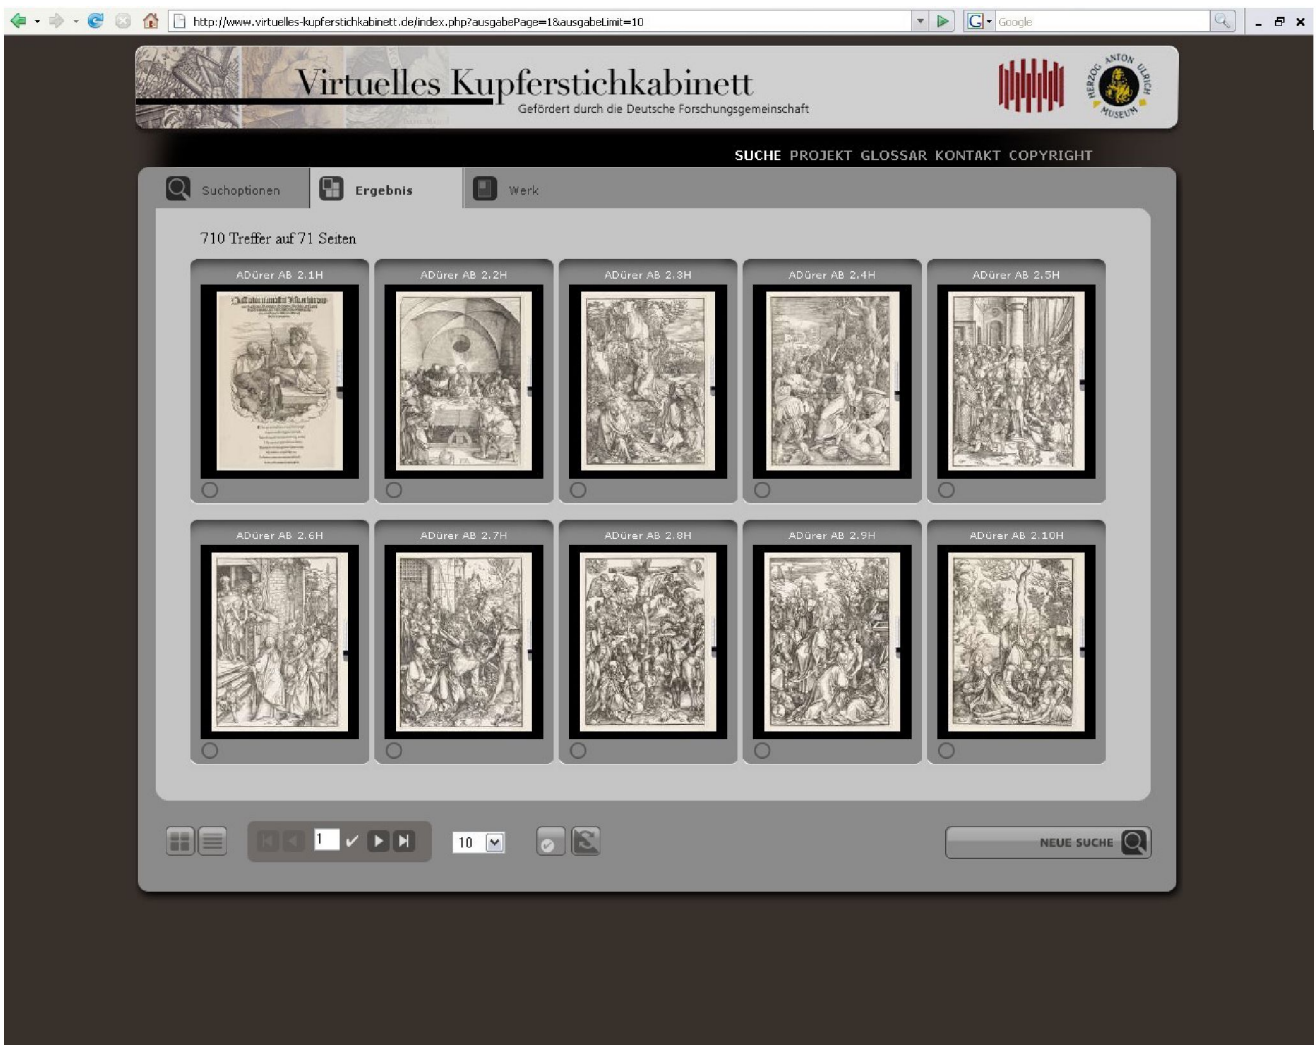 http://www.virtuelles-kupferstichkabinett.de/index.php?ausgabePage=1&ausgabeLimit=10
Google
Virtuelles Kupferstichkabinett
Gefördert durch die Deutsche Forschungsgemeinschaft
HERZOG ANTON ULRICH MUSEUM
SUCHE PROJEKT GLOSSAR KONTAKT COPYRIGHT
Suchoptionen Ergebnis Werk
710 Treffer auf 71 Seiten
ADürer AB 2.1H ADürer AB 2.2H ADürer AB 2.3H ADürer AB 2.4H ADürer AB 2.5H
ADürer AB 2.6H ADürer AB 2.7H ADürer AB 2.8H ADürer AB 2.9H ADürer AB 2.10H
1 10 NEUE SUCHE